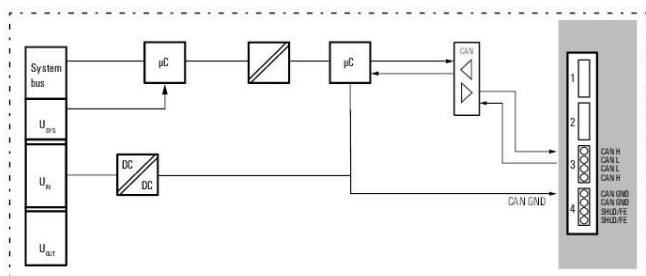 System
bus
U SYS
U IN
U OUT
µC
µC
DC
DC
CAN
CAN GND
1
2
3
4
CAN H
CAN L
CAN L
CAN H
CAN GND
CAN GND
SHLD/FE
SHLD/FE